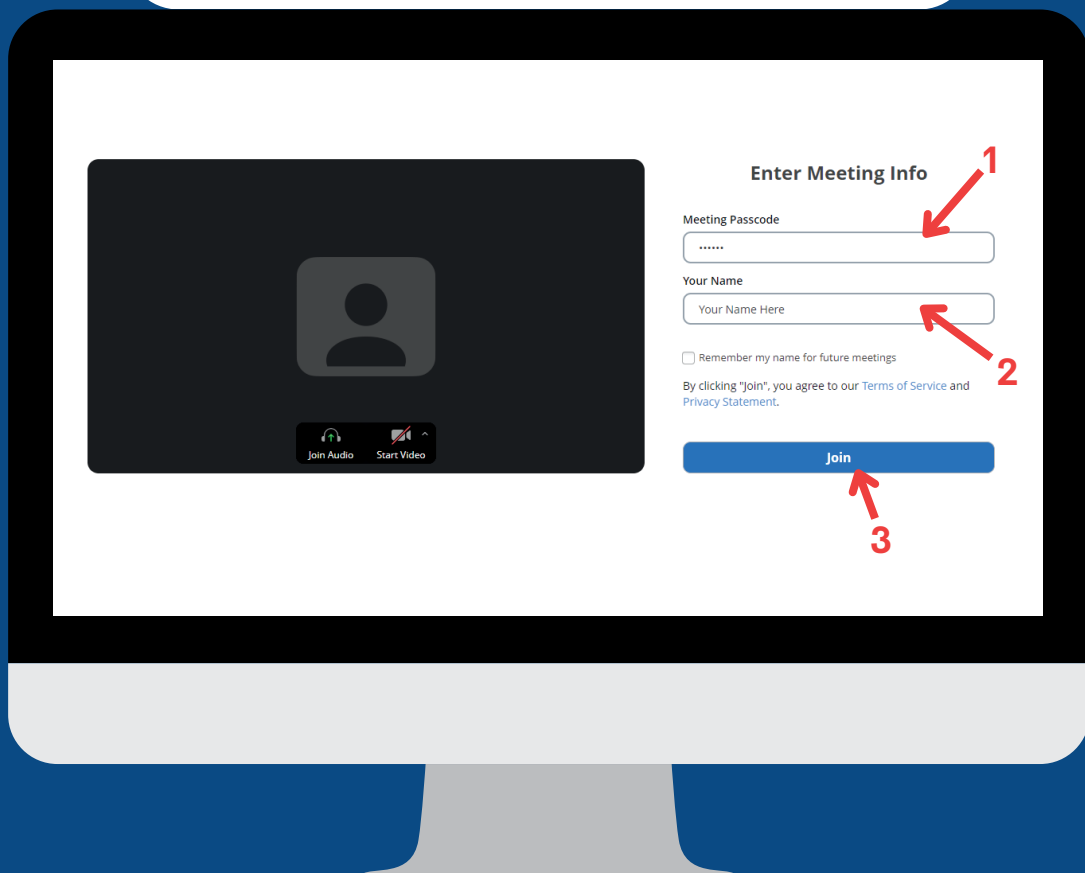 Enter Meeting Info
1
Meeting Passcode
••••••
Your Name
Your Name Here
2
Remember my name for future meetings
By clicking "Join", you agree to our Terms of Service and
Privacy Statement.
Join Audio
Start Video
Join
3